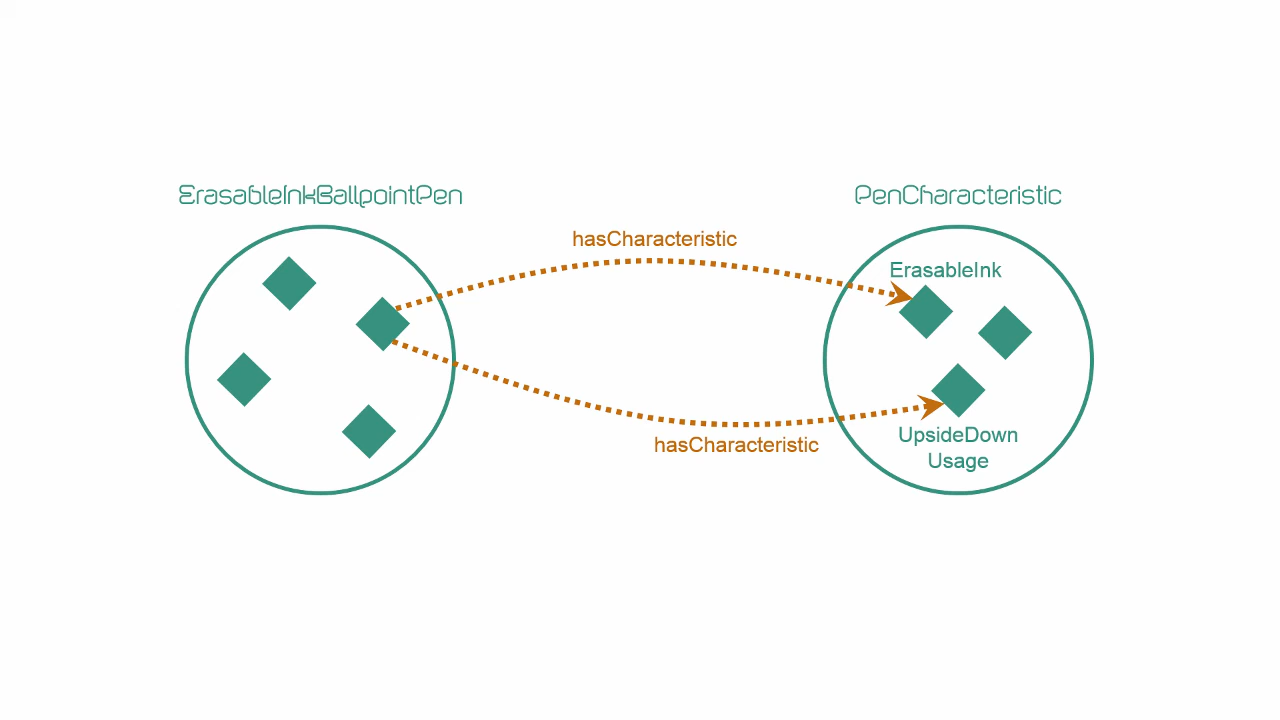 ErasableInkBallpointPen
PenCharacteristic
hasCharacteristic
ErasableInk
UpsideDown
Usage
hasCharacteristic